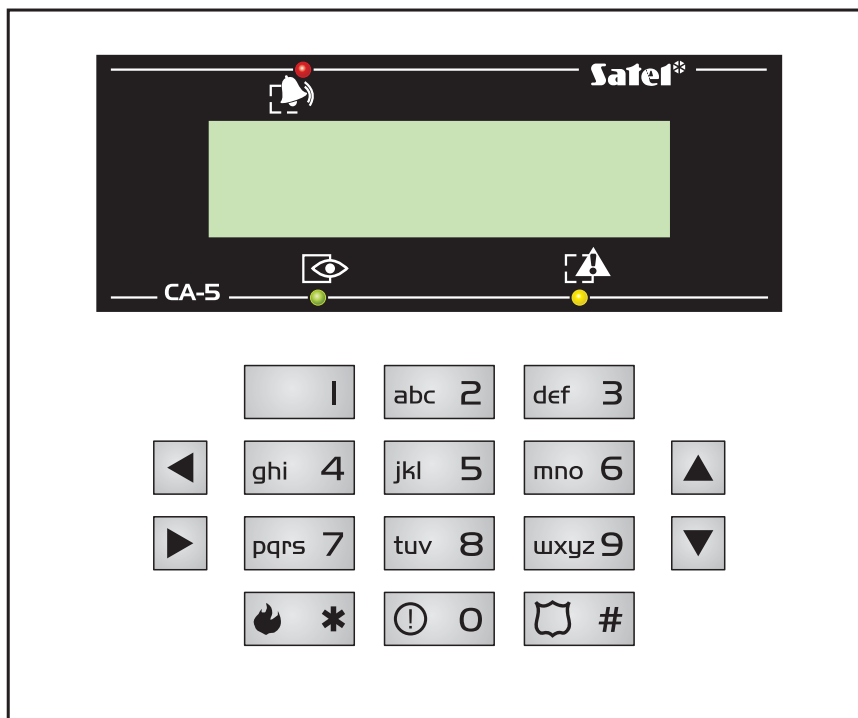 Satel
CA-5
1 abc 2 def 3
ghi 4 jkl 5 mno 6
pqrs 7 tuv 8 wxyz 9
* ! 0 #